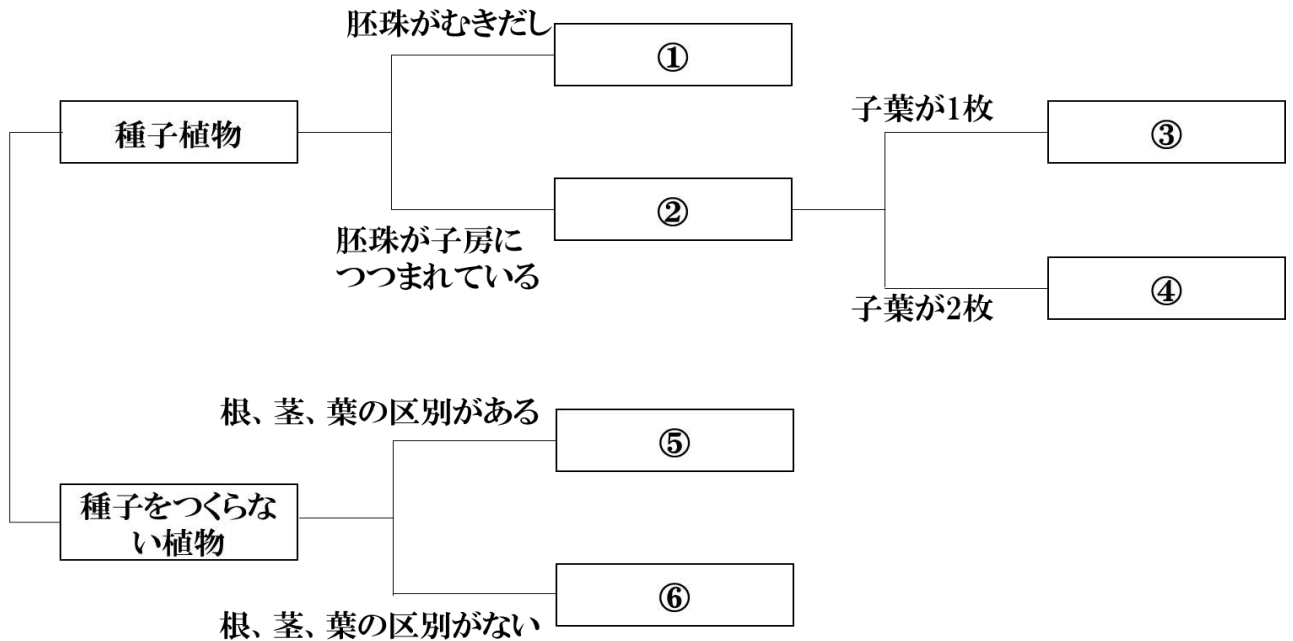 胚珠がむきだし
①
種子植物
子葉が1枚
③
②
胚珠が子房に
つつまれている
④
子葉が2枚
根、茎、葉の区別がある
⑤
種子をつくらな
い植物
⑥
根、茎、葉の区別がない